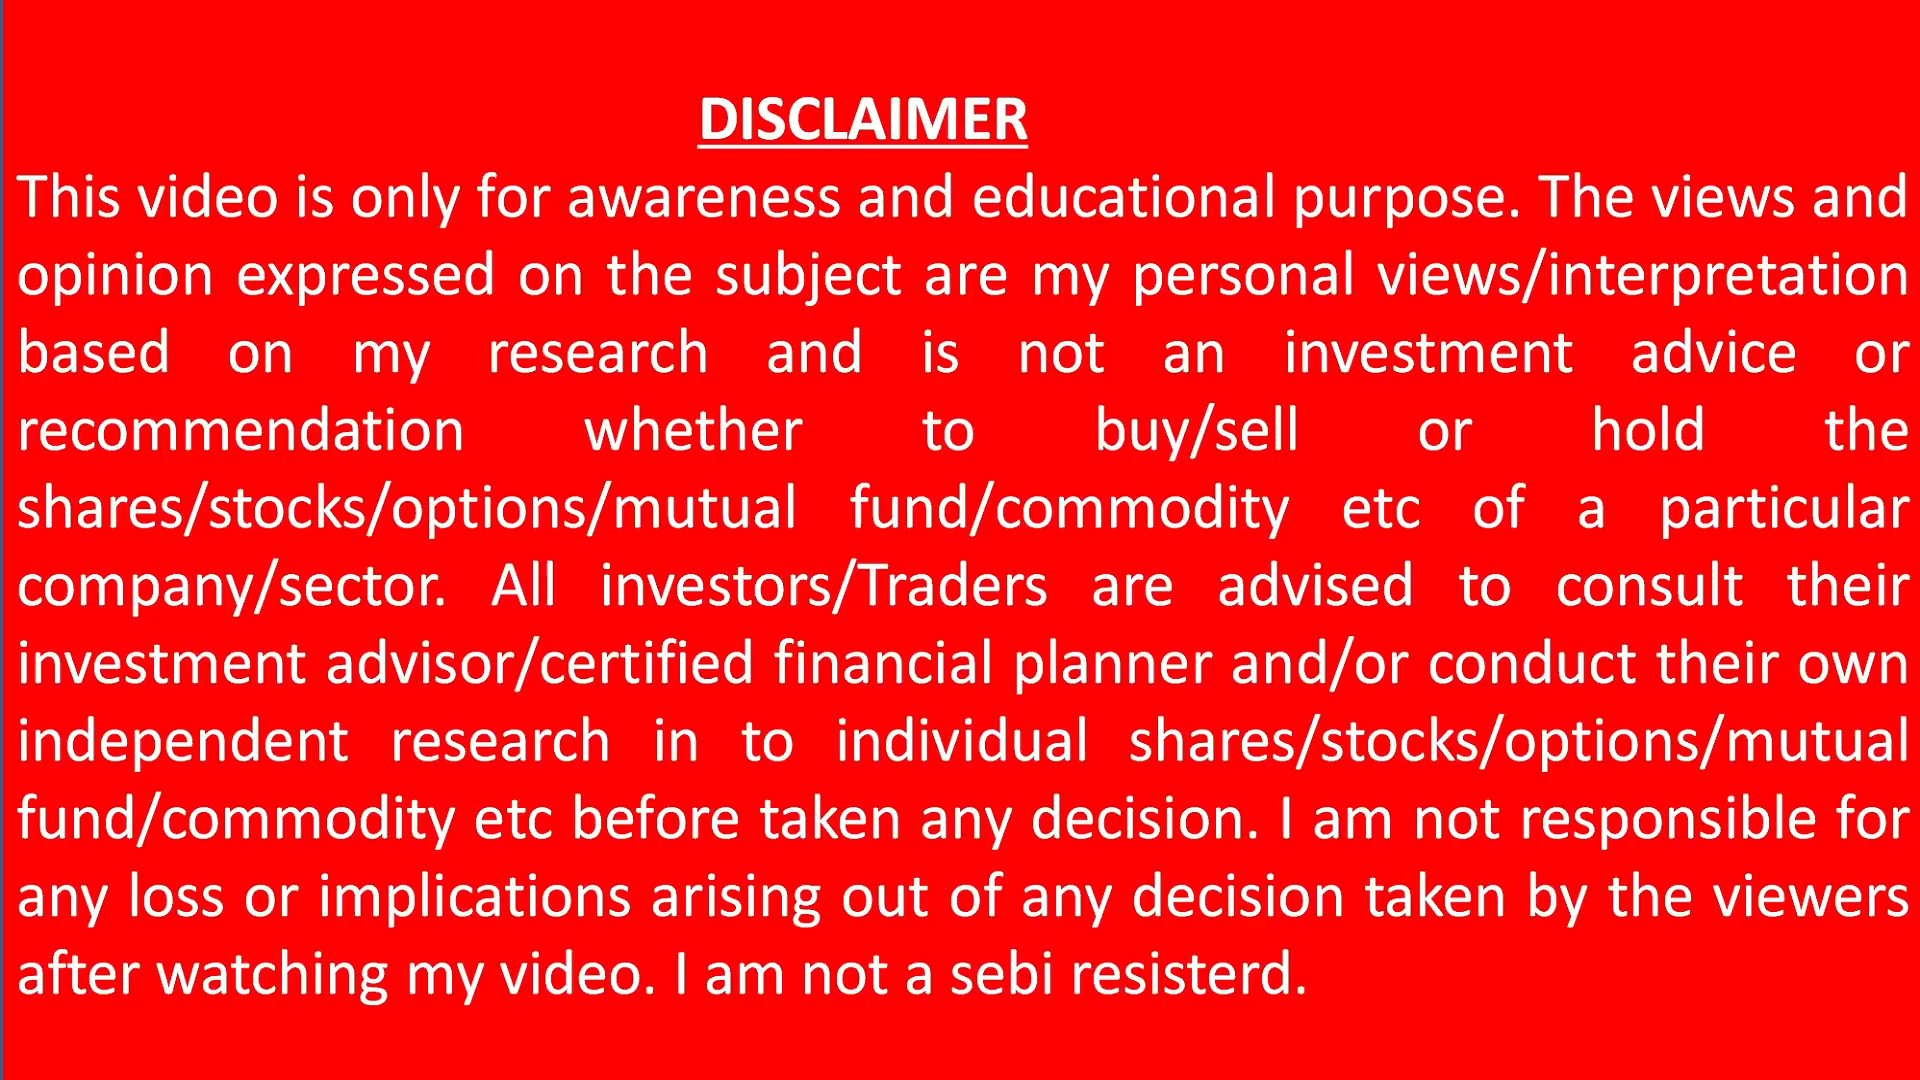 DISCLAIMER
This video is only for awareness and educational purpose. The views and
opinion expressed on the subject are my personal views/interpretation
based on my research and is not an investment advice or
recommendation whether to buy/sell or hold the
shares/stocks/options/mutual fund/commodity etc of a particular
company/sector. All investors/Traders are advised to consult their
investment advisor/certified financial planner and/or conduct their own
independent research in to individual shares/stocks/options/mutual
fund/commodity etc before taken any decision. I am not responsible for
any loss or implications arising out of any decision taken by the viewers
after watching my video. I am not a sebi resisterd.